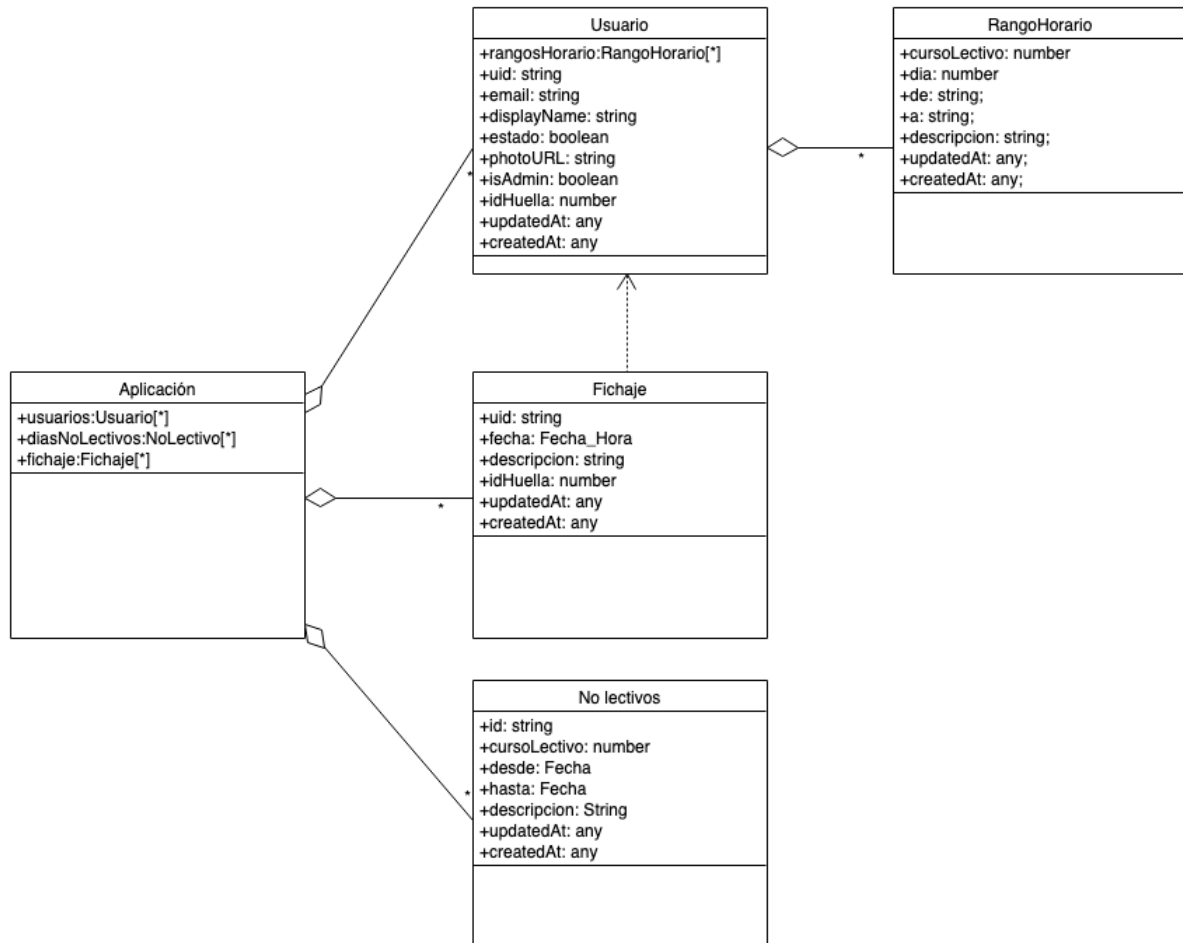 Usuario
+rangosHorario:RangoHorario[*]
+uid: string
+email: string
+displayName: string
+estado: boolean
+photoURL: string
+isAdmin: boolean
+idHuella: number
+updatedAt: any
+createdAt: any
RangoHorario
+cursoLectivo: number
+dia: number
+de: string;
+a: string;
+descripcion: string;
+updatedAt: any;
+createdAt: any;
*
*
Aplicación
+usuarios:Usuario[*]
+diasNoLectivos:NoLectivo[*]
+fichaje:Fichaje[*]
Fichaje
+uid: string
+fecha: Fecha_Hora
+descripcion: string
+idHuella: number
+updatedAt: any
+createdAt: any
*
No lectivos
+id: string
+cursoLectivo: number
+desde: Fecha
+hasta: Fecha
+descripcion: String
+updatedAt: any
+createdAt: any
*